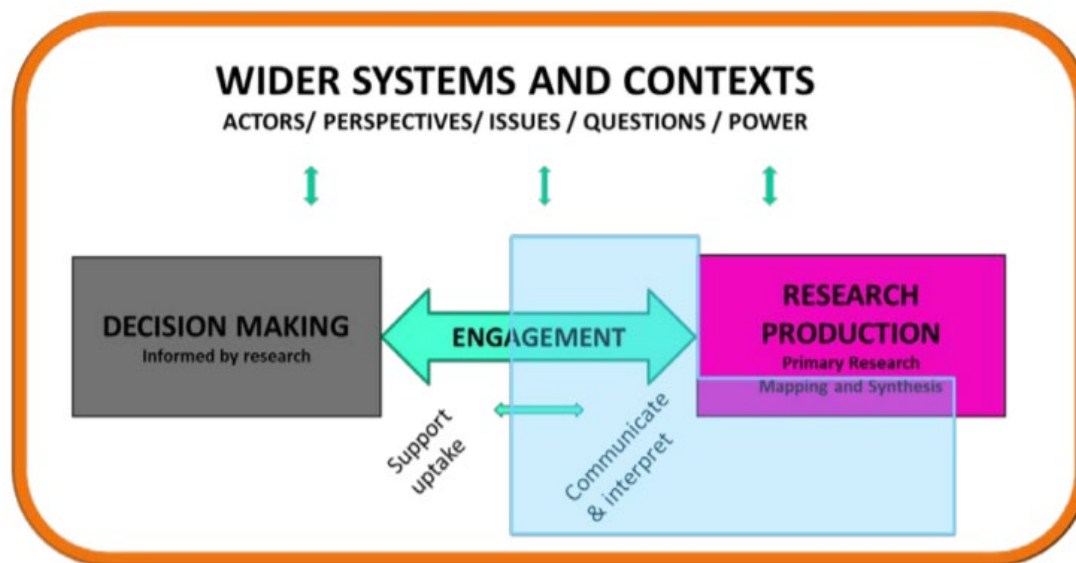 WIDER SYSTEMS AND CONTEXTS
ACTORS/ PERSPECTIVES/ ISSUES / QUESTIONS / POWER
DECISION MAKING
Informed by research
ENGAGEMENT
RESEARCH
PRODUCTION
Primary Research
Mapping and Synthesis
Support
uptake
Communicate
& interpret